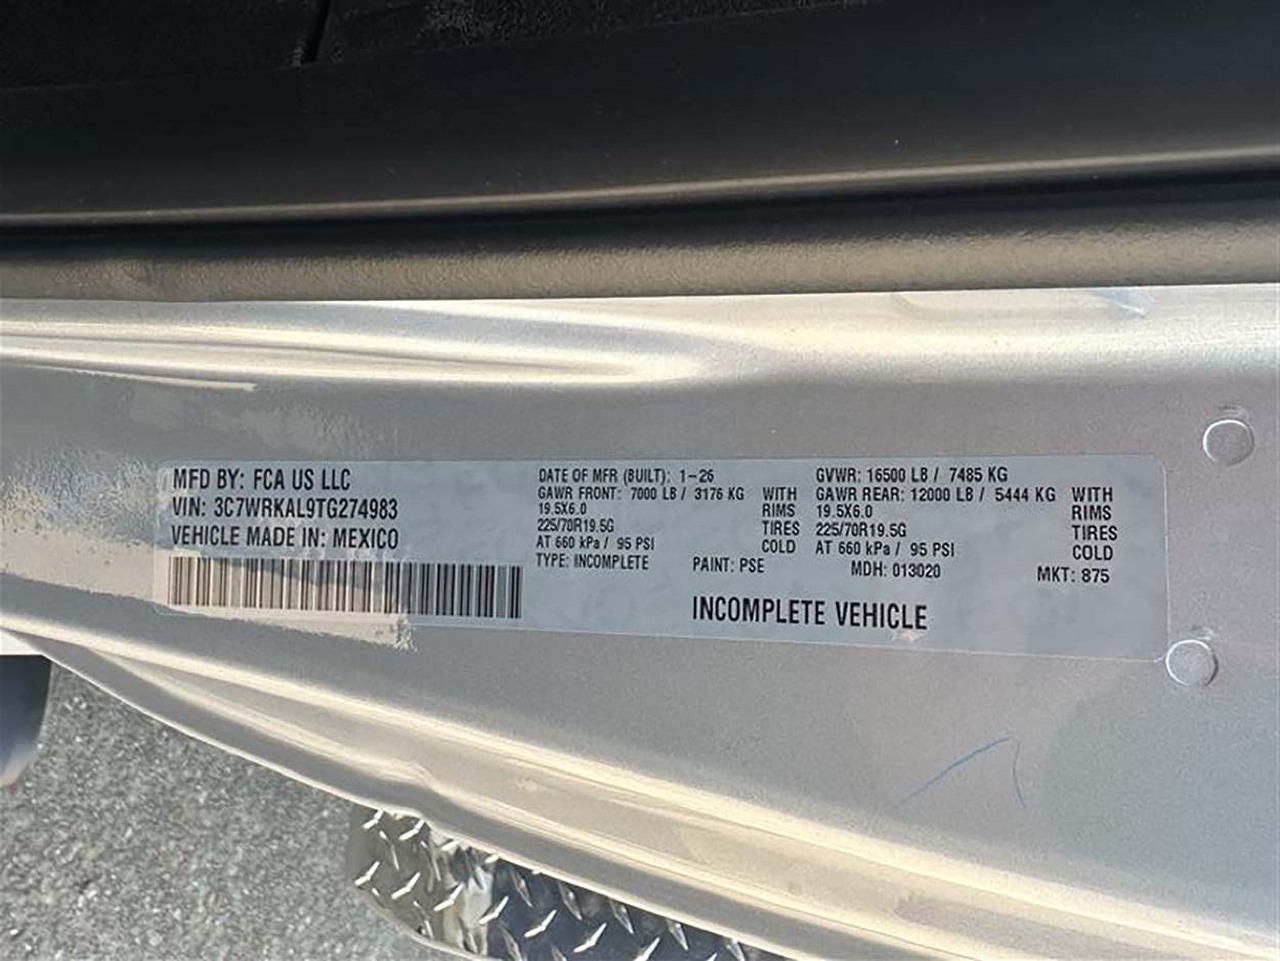 MFD BY: FCA US LLC
VIN: 3C7WRKAL9TG274983
VEHICLE MADE IN: MEXICO
DATE OF MFR (BUILT): 1-26
GAWR FRONT: 7000 LB / 3176 KG WITH
19.5X6.0 RIMS
225/70R19.5G TIRES
AT 660 kPa / 95 PSI COLD
TYPE: INCOMPLETE
GVWR: 16500 LB / 7485 KG
GAWR REAR: 12000 LB / 5444 KG WITH
19.5X6.0 RIMS
225/70R19.5G TIRES
AT 660 kPa / 95 PSI COLD
PAINT: PSE MDH: 013020 MKT: 875
INCOMPLETE VEHICLE